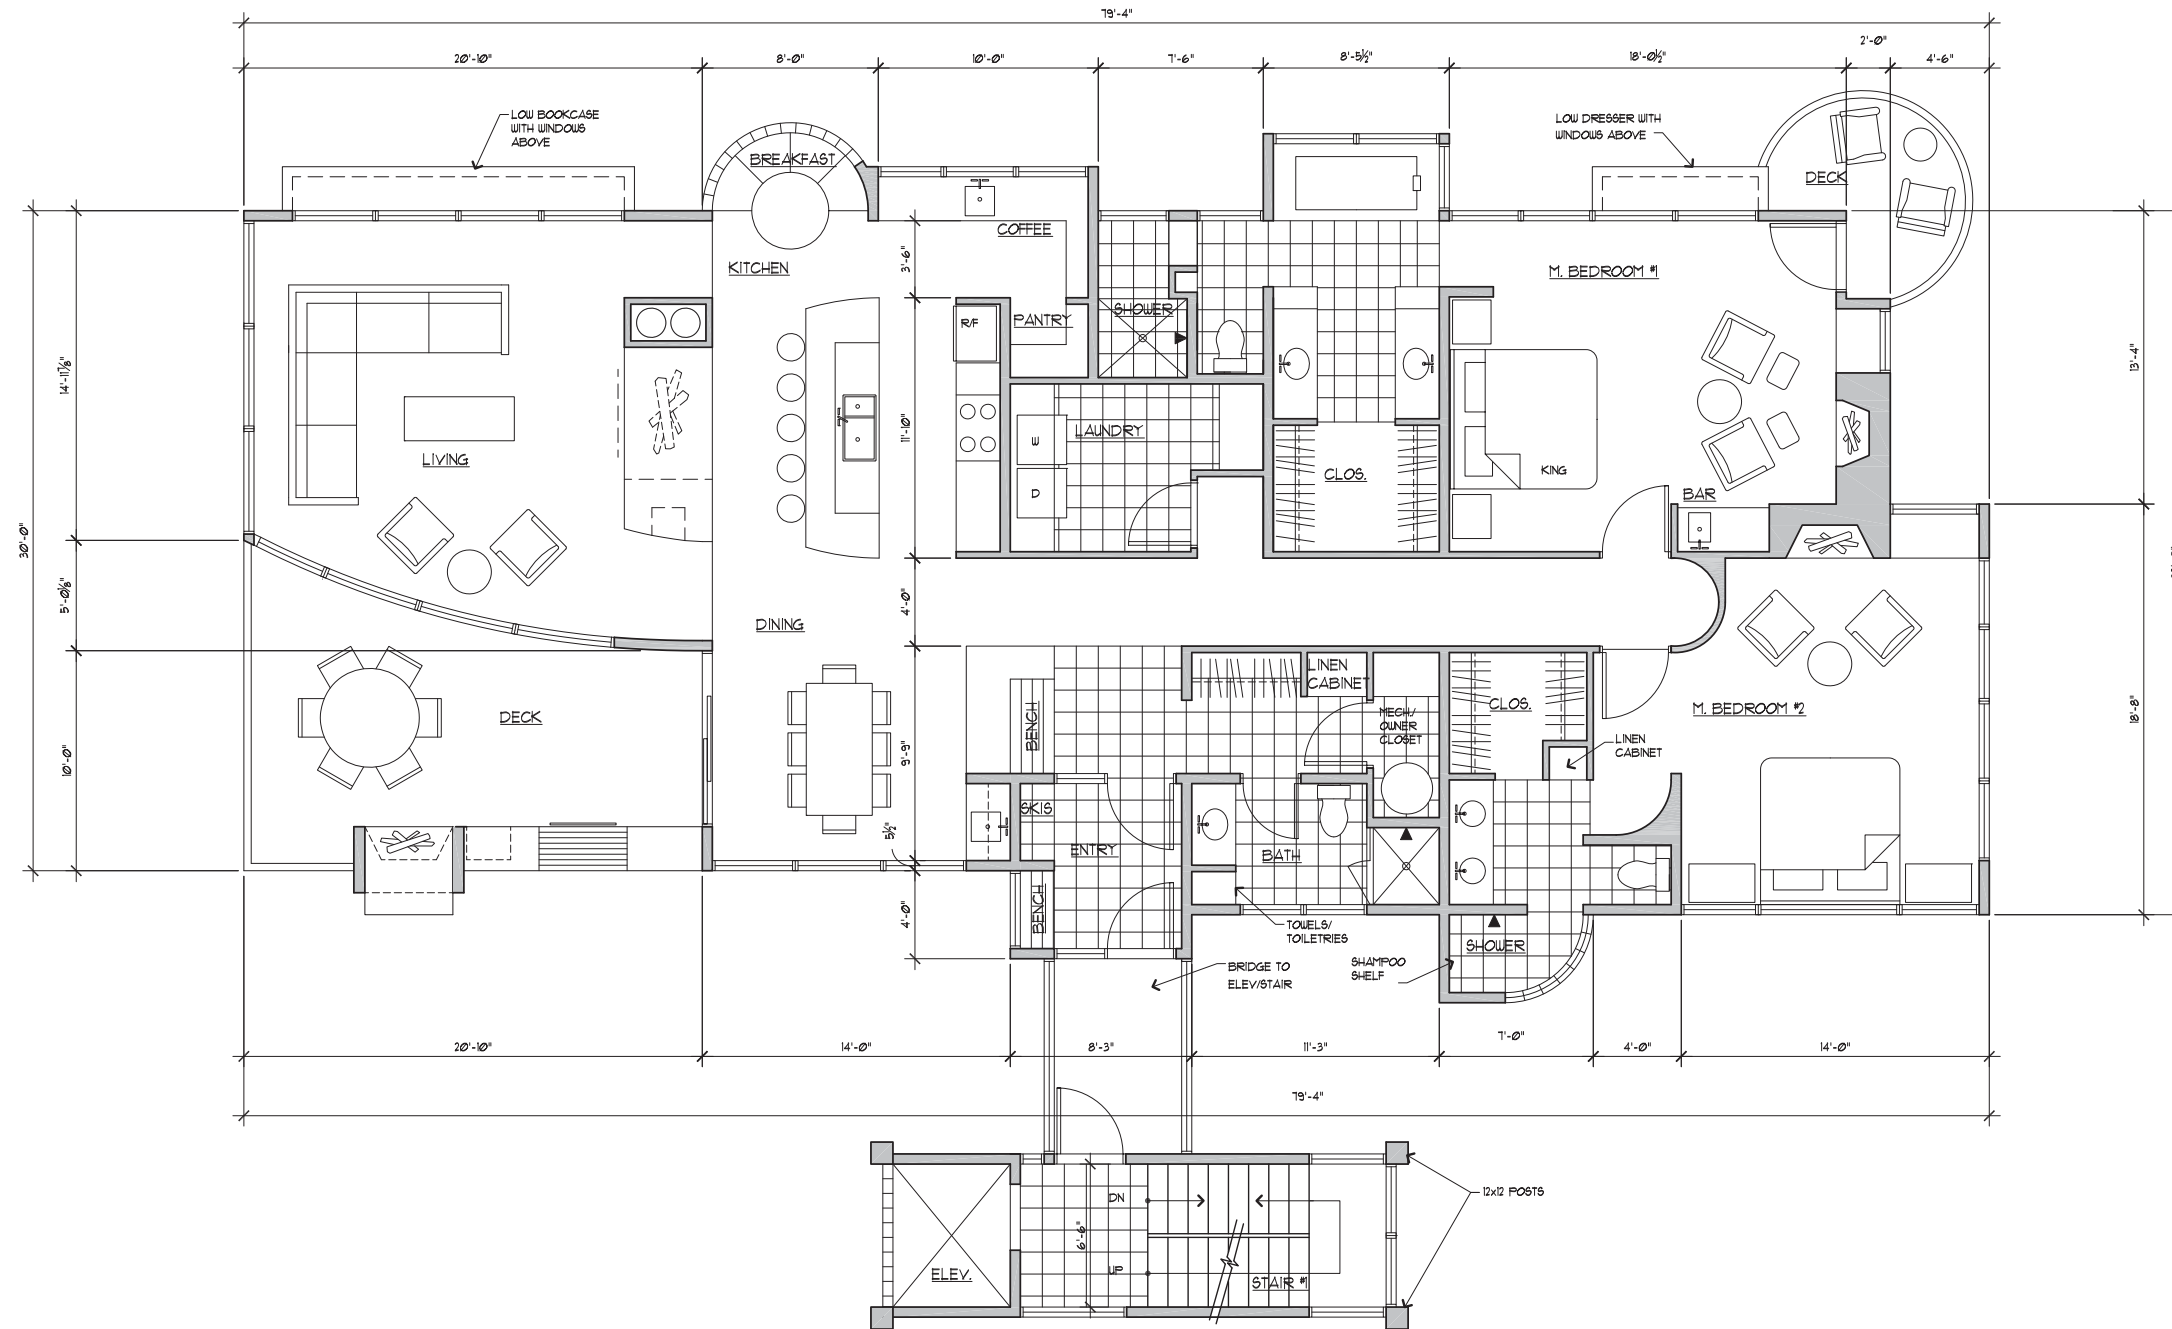 79'-4"
20'-10"
8'-0"
10'-0"
7'-6"
8'-5½"
18'-0½"
2'-0"
4'-6"
LOW BOOKCASE
WITH WINDOWS
ABOVE
LOW DRESSER WITH
WINDOWS ABOVE
BREAKFAST
DECK
COFFEE
KITCHEN
3'-6"
M. BEDROOM #1
SHOWER
PANTRY
R/F
14'-11⅞"
13'-4"
11'-10"
LAUNDRY
W
D
LIVING
CLOS.
KING
BAR
30'-0"
5'-0⅛"
4'-0"
DINING
LINEN
CABINET
BENCH
DECK
MECH./
OWNER
CLOSET
CLOS.
M. BEDROOM #2
18'-8"
LINEN
CABINET
10'-0"
9'-9"
SKIS
5½"
ENTRY
BATH
BENCH
4'-0"
TOWELS/
TOILETRIES
SHOWER
SHAMPOO
SHELF
BRIDGE TO
ELEV/STAIR
20'-10"
14'-0"
8'-3"
11'-3"
7'-0"
4'-0"
14'-0"
79'-4"
DN
6'-6"
UP
ELEV.
STAIR #1
12x12 POSTS